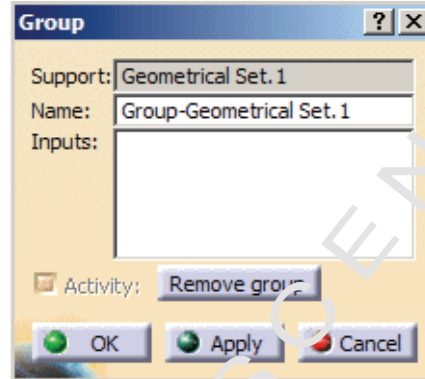 Group
Support: Geometrical Set.1
Name: Group-Geometrical Set.1
Inputs:
Activity: Remove group
OK Apply Cancel